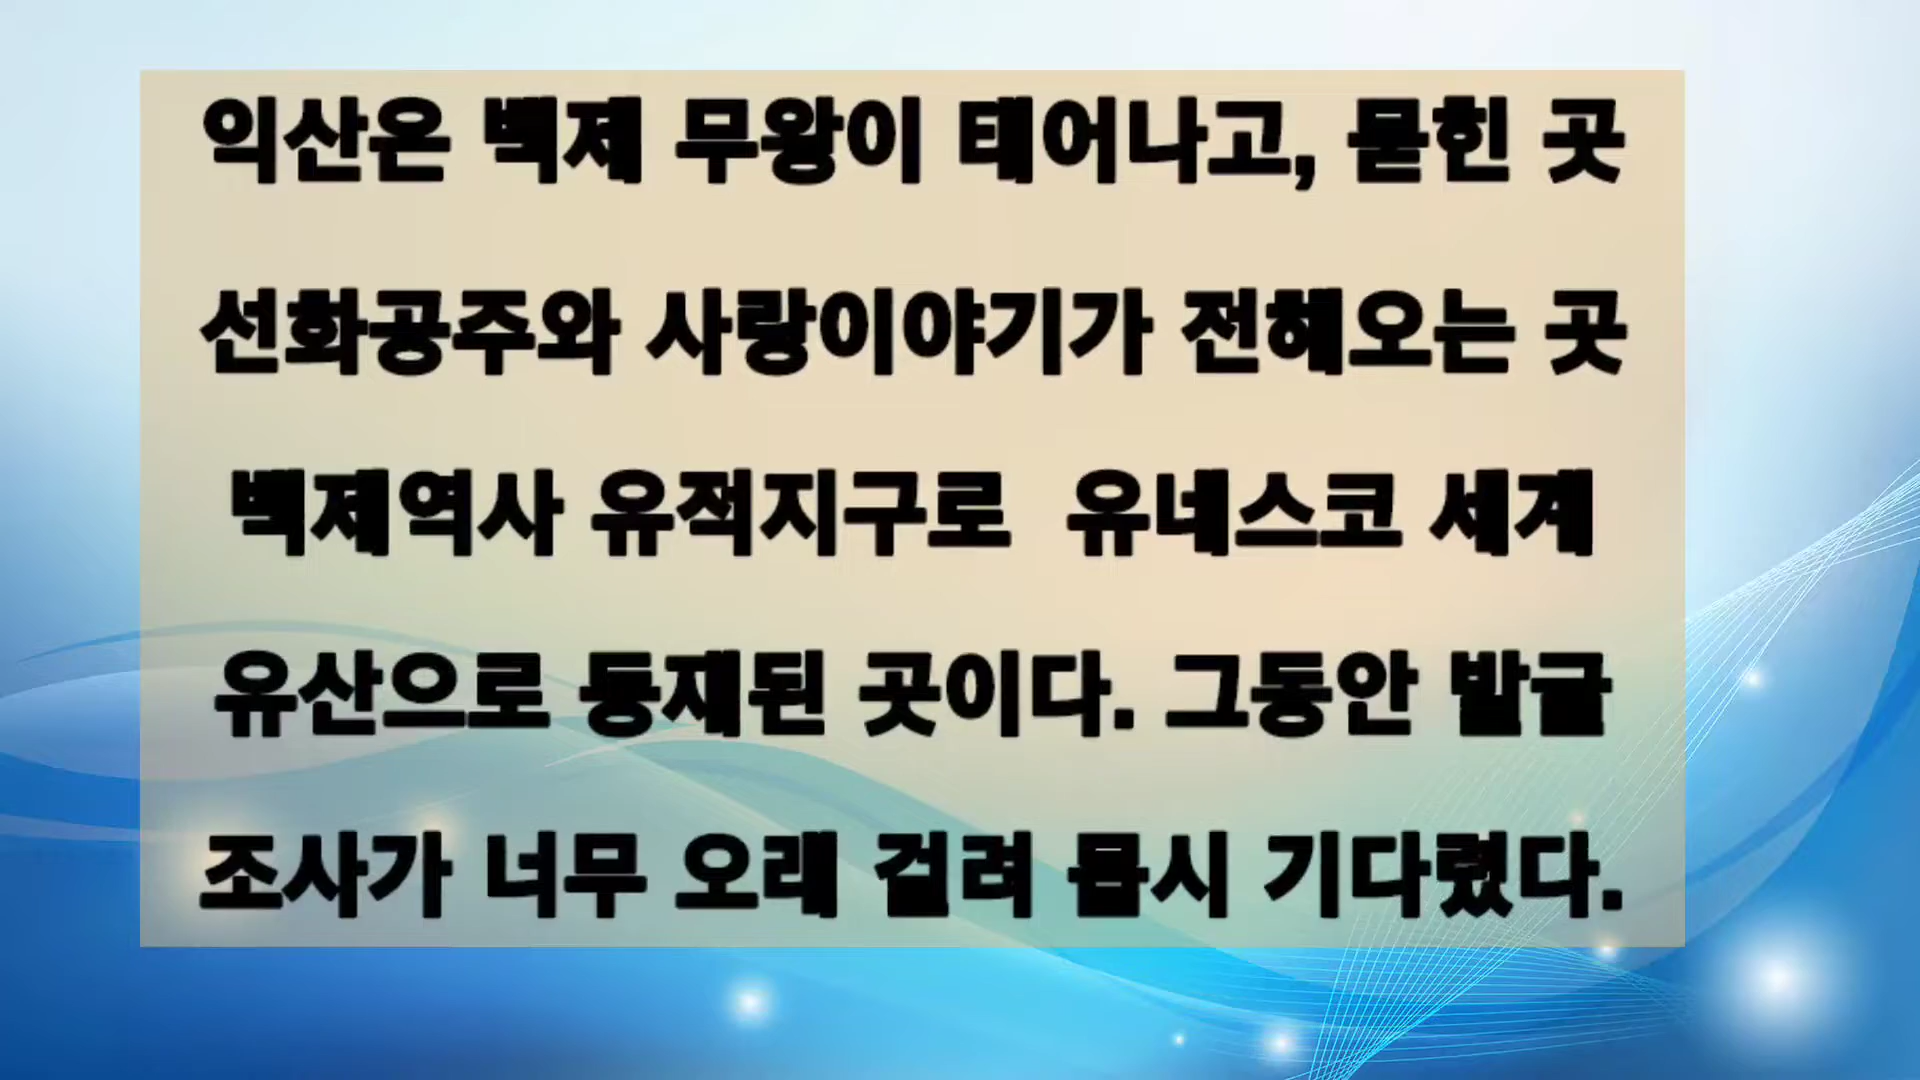 익산은 백제 무왕이 태어나고, 묻힌 곳
선화공주와 사랑이야기가 전해오는 곳
백제역사 유적지구로 유네스코 세계
유산으로 등재된 곳이다. 그동안 발굴
조사가 너무 오래 걸려 몹시 기다렸다.